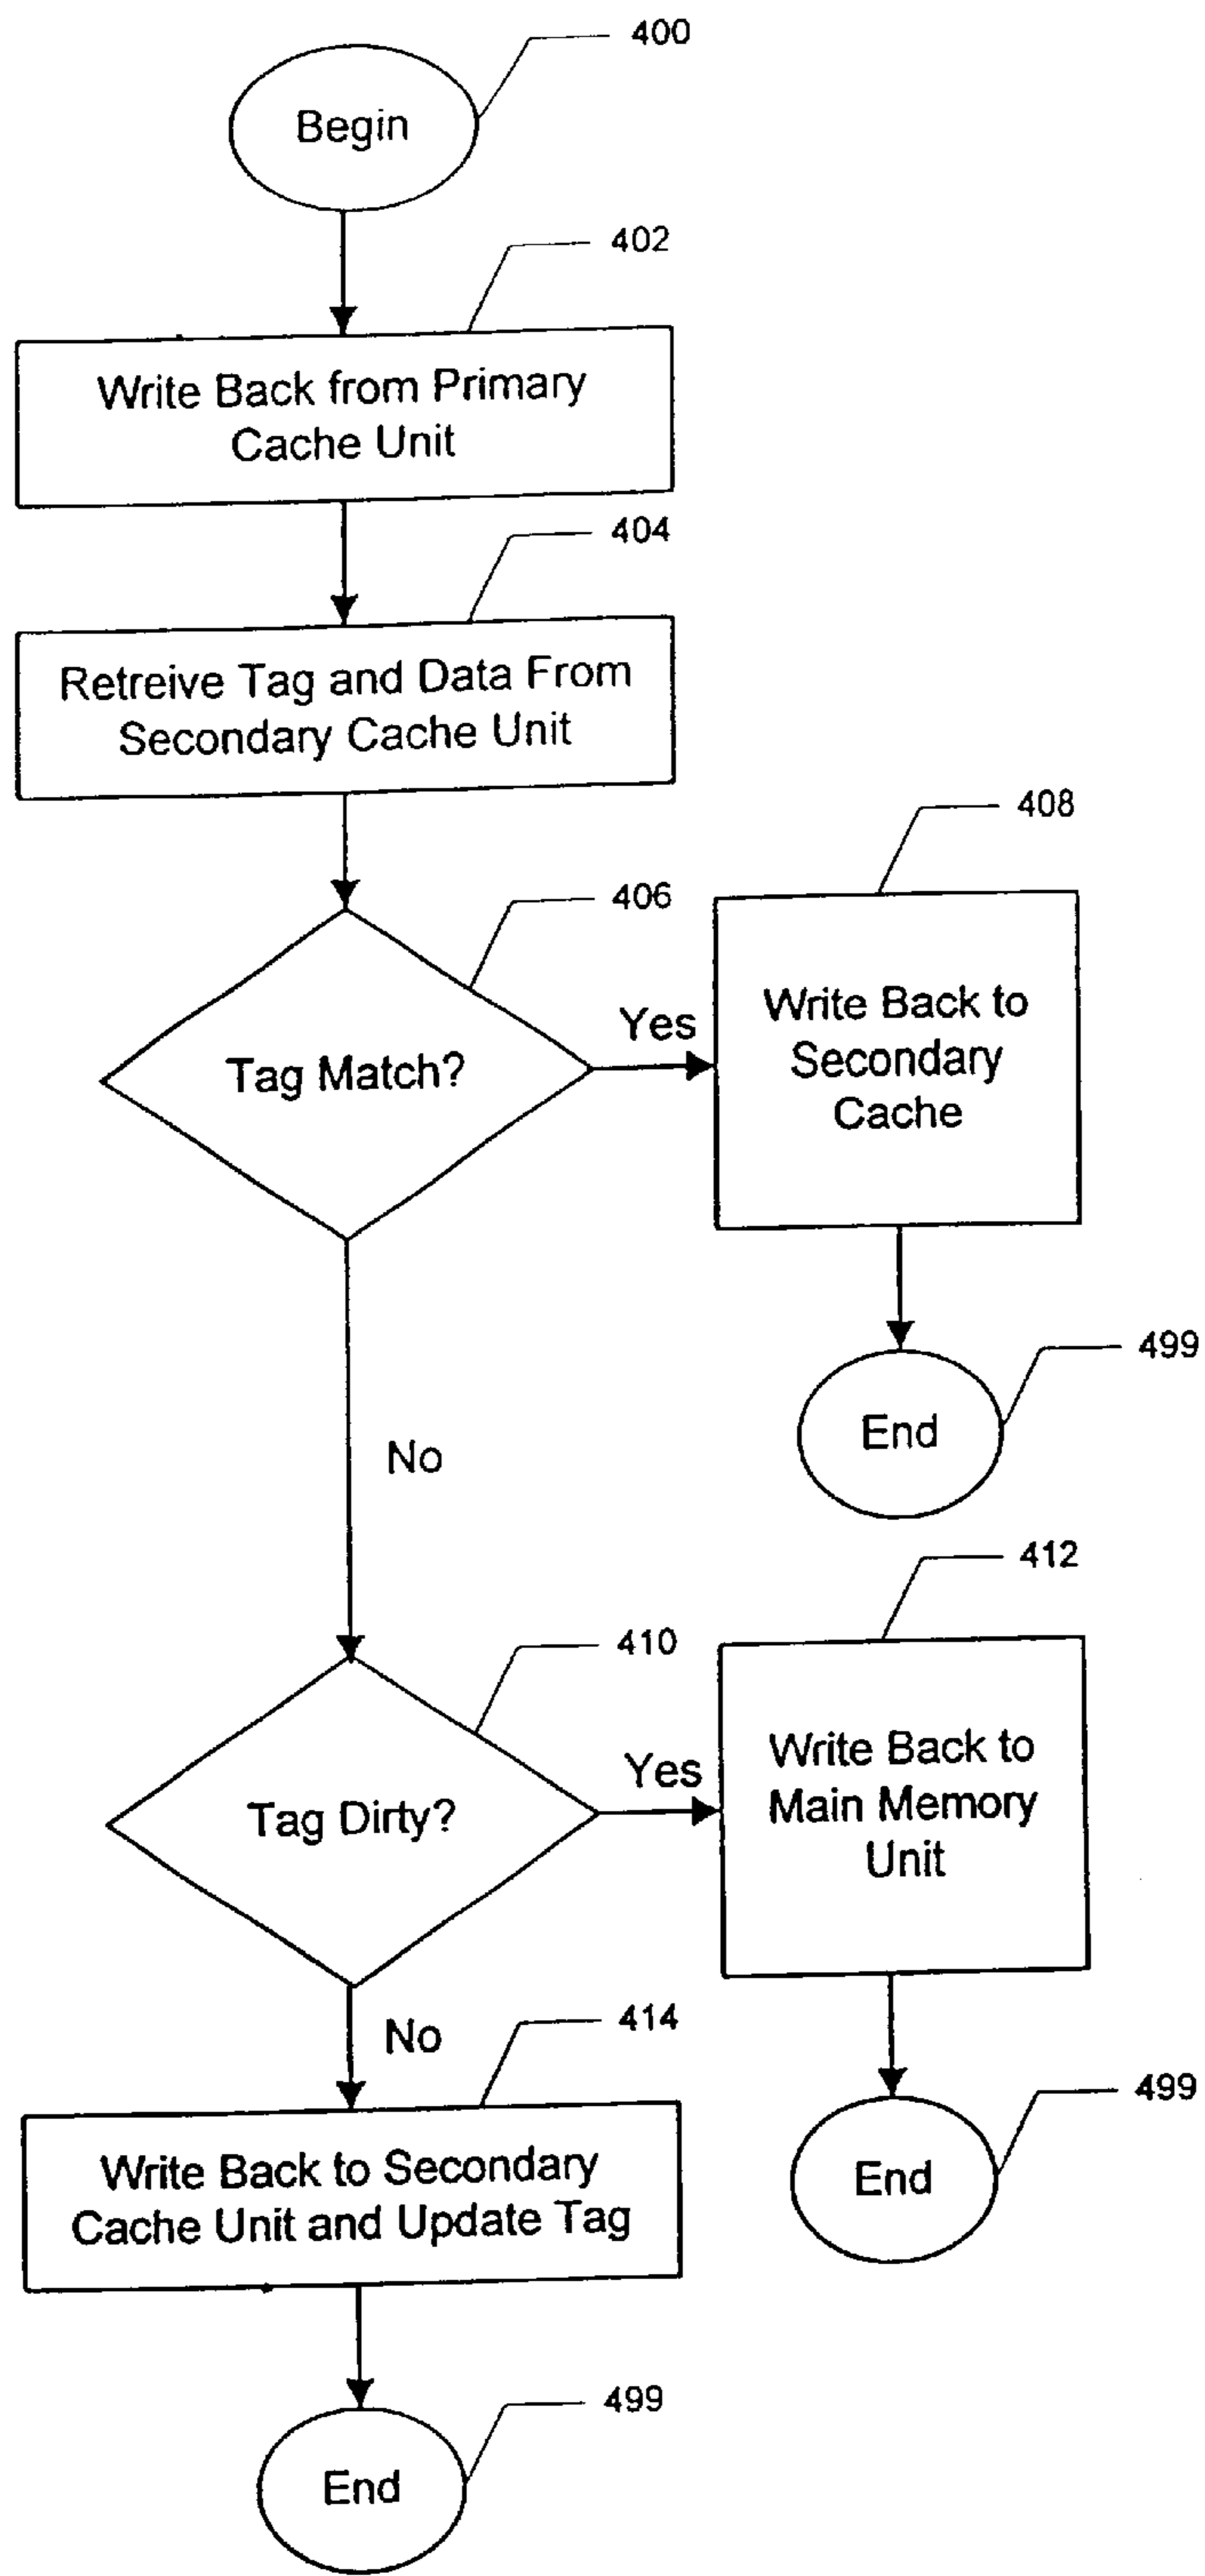 400
Begin
402
Write Back from Primary
Cache Unit
404
Retreive Tag and Data From
Secondary Cache Unit
406
Tag Match?
Yes
408
Write Back to
Secondary
Cache
499
End
No
410
Tag Dirty?
Yes
412
Write Back to
Main Memory
Unit
499
End
No
414
Write Back to Secondary
Cache Unit and Update Tag
499
End